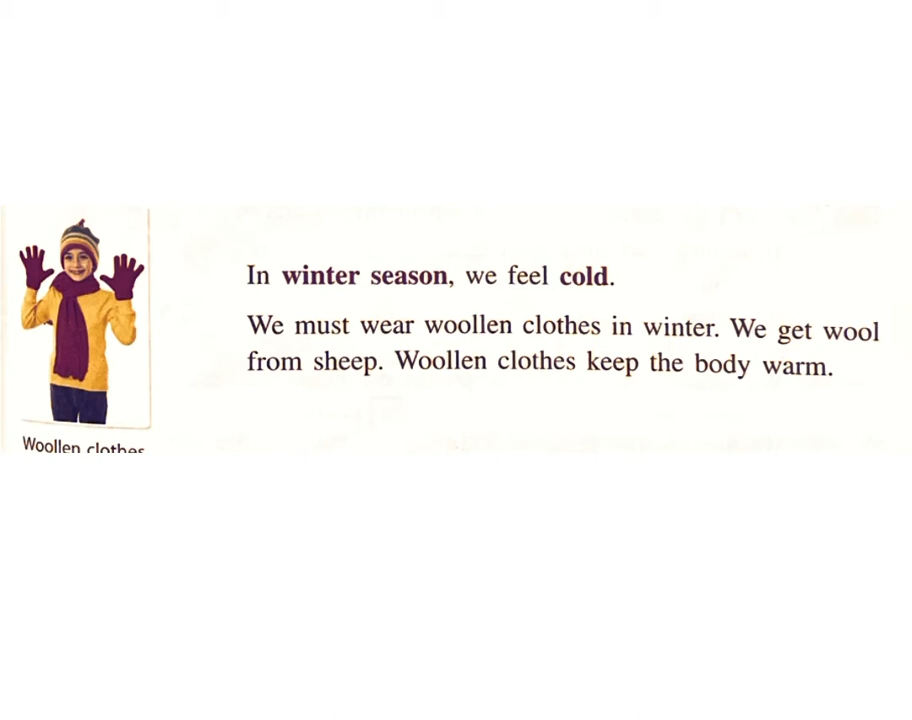 In winter season, we feel cold.
We must wear woollen clothes in winter. We get wool
from sheep. Woollen clothes keep the body warm.
Woollen clothes